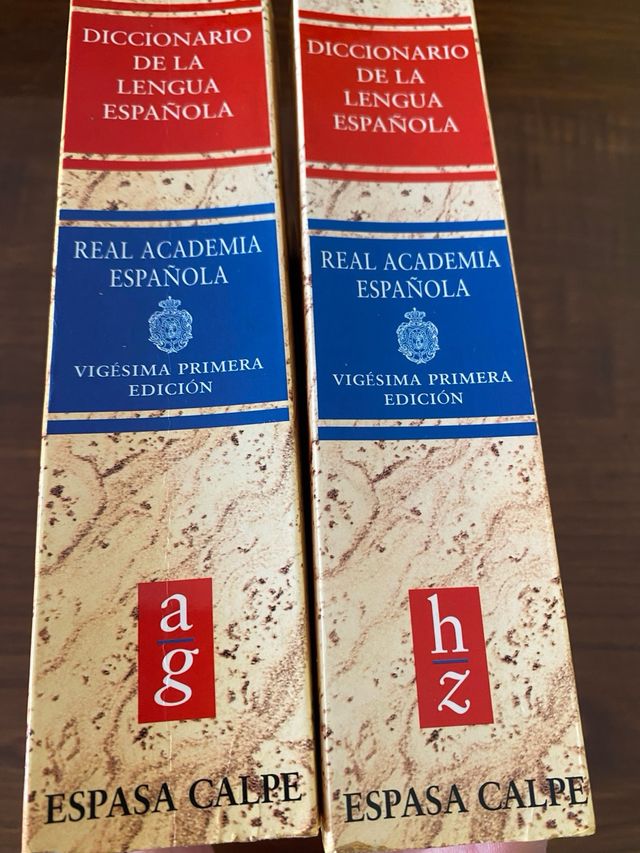 DICCIONARIO
DE LA
LENGUA
ESPAÑOLA
REAL ACADEMIA
ESPAÑOLA
VIGÉSIMA PRIMERA
EDICIÓN
a
g
ESPASA CALPE
DICCIONARIO
DE LA
LENGUA
ESPAÑOLA
REAL ACADEMIA
ESPAÑOLA
VIGÉSIMA PRIMERA
EDICIÓN
h
z
ESPASA CALPE